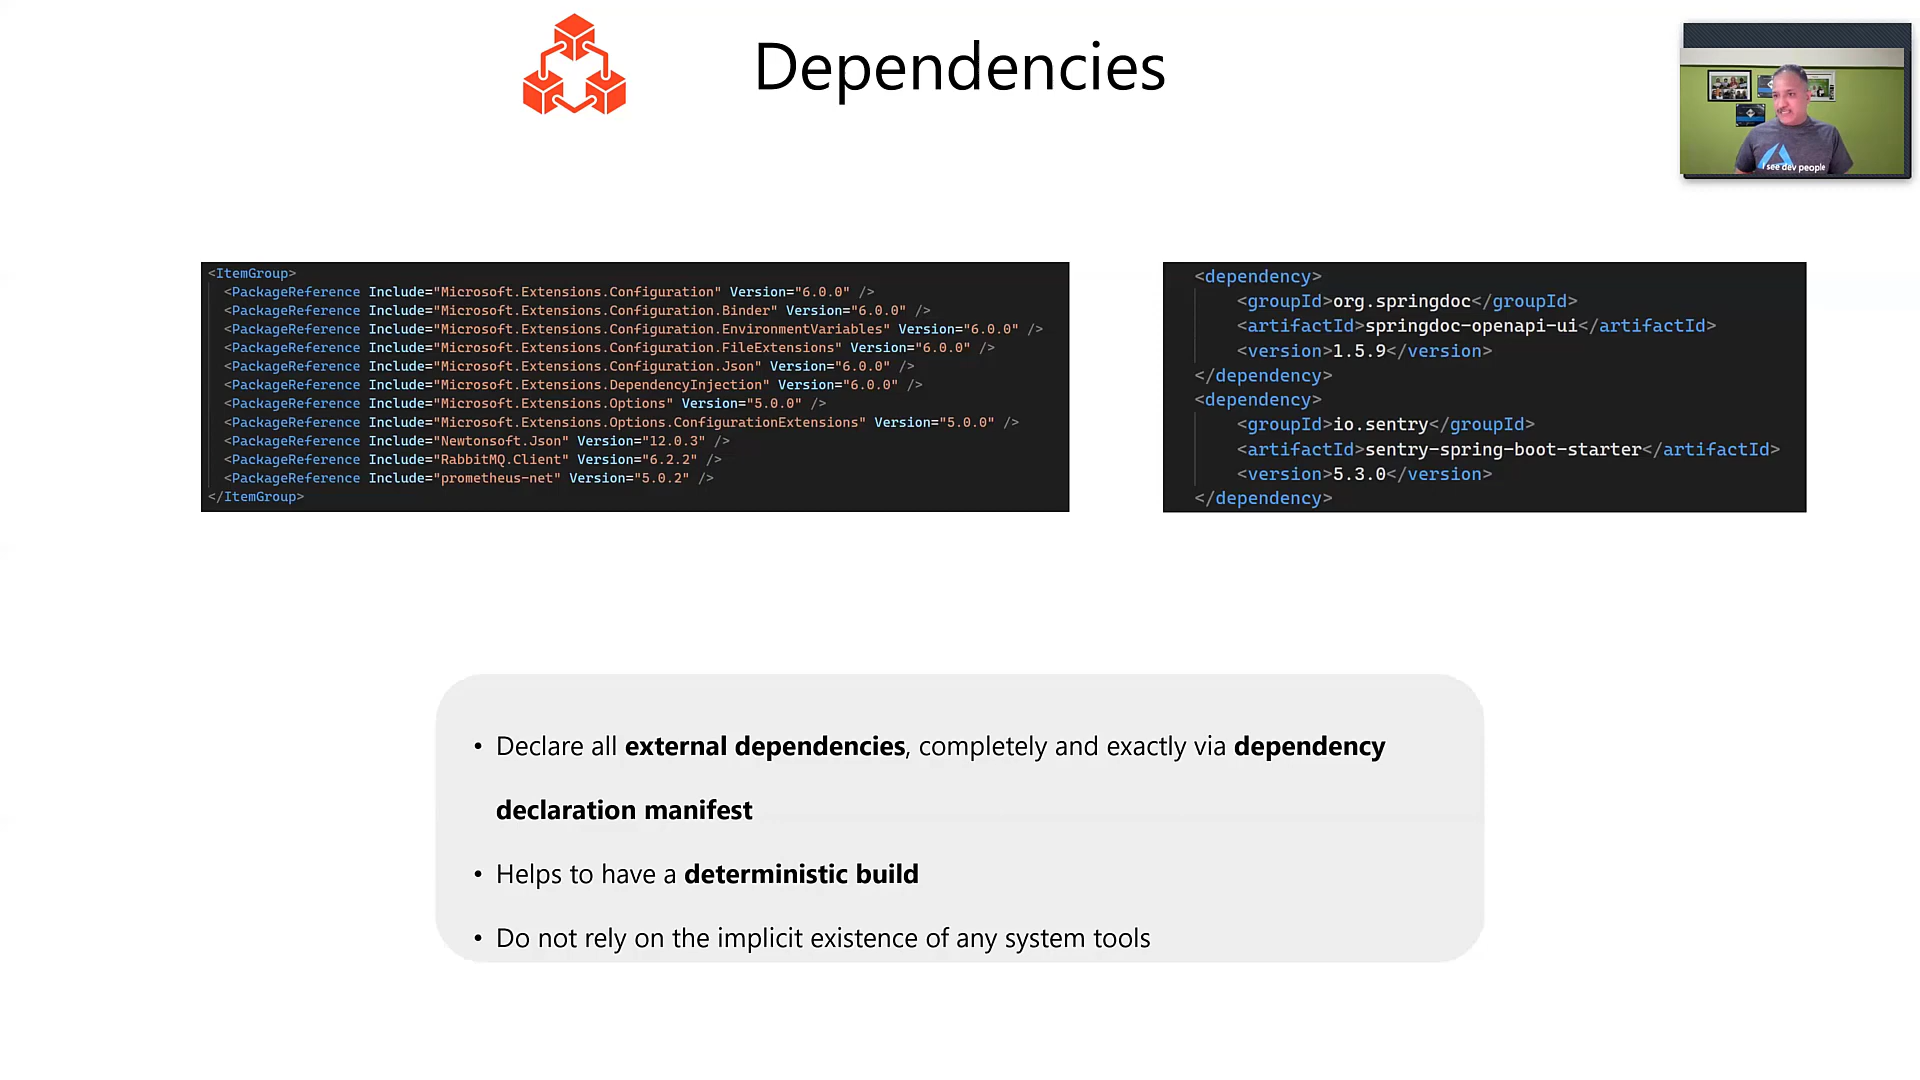 Dependencies
see dev people
<ItemGroup>
<PackageReference Include="Microsoft.Extensions.Configuration" Version="6.0.0" />
<PackageReference Include="Microsoft.Extensions.Configuration.Binder" Version="6.0.0" />
<PackageReference Include="Microsoft.Extensions.Configuration.EnvironmentVariables" Version="6.0.0" />
<PackageReference Include="Microsoft.Extensions.Configuration.FileExtensions" Version="6.0.0" />
<PackageReference Include="Microsoft.Extensions.Configuration.Json" Version="6.0.0" />
<PackageReference Include="Microsoft.Extensions.DependencyInjection" Version="6.0.0" />
<PackageReference Include="Microsoft.Extensions.Options" Version="5.0.0" />
<PackageReference Include="Microsoft.Extensions.Options.ConfigurationExtensions" Version="5.0.0" />
<PackageReference Include="Newtonsoft.Json" Version="12.0.3" />
<PackageReference Include="RabbitMQ.Client" Version="6.2.2" />
<PackageReference Include="prometheus-net" Version="5.0.2" />
</ItemGroup>
<dependency>
<groupId>org.springdoc</groupId>
<artifactId>springdoc-openapi-ui</artifactId>
<version>1.5.9</version>
</dependency>
<dependency>
<groupId>io.sentry</groupId>
<artifactId>sentry-spring-boot-starter</artifactId>
<version>5.3.0</version>
</dependency>
• Declare all external dependencies, completely and exactly via dependency
declaration manifest
• Helps to have a deterministic build
• Do not rely on the implicit existence of any system tools